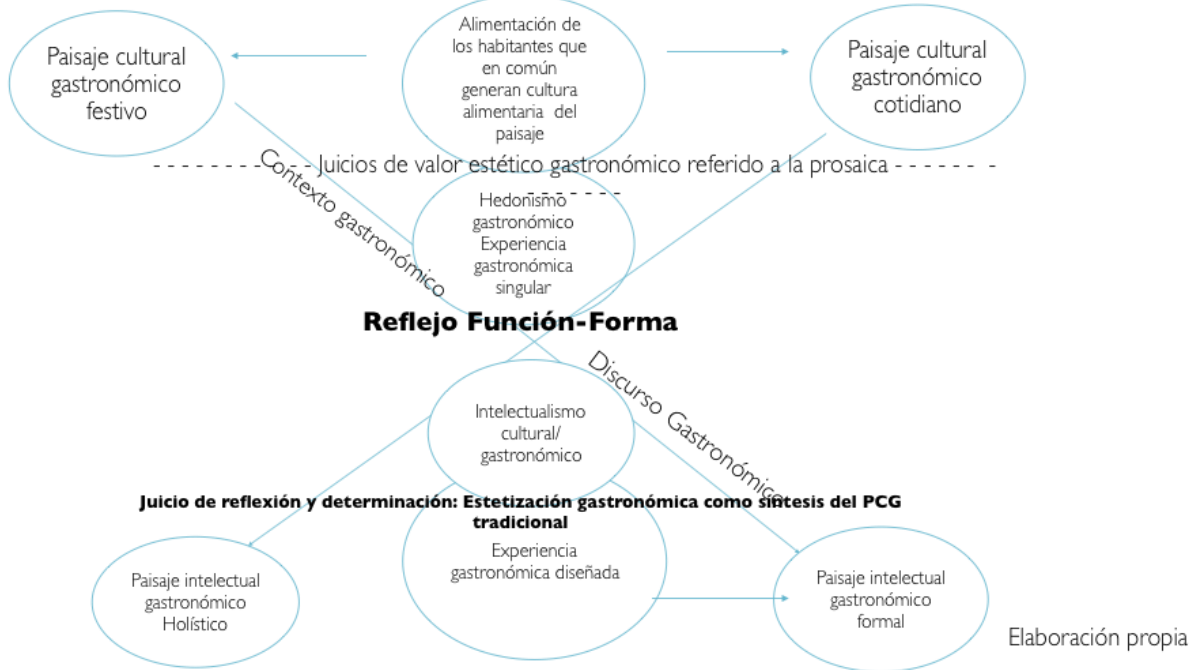 Paisaje cultural
gastronómico
festivo
Alimentación de
los habitantes que
en común
generan cultura
alimentaria del
paisaje
Paisaje cultural
gastronómico
cotidiano
Juicios de valor estético gastronómico referido a la prosaica
Contexto gastronómico
Hedonismo
gastronómico
Experiencia
gastronómica
singular
Reflejo Función-Forma
Discurso Gastronómico
Intelectualismo
cultural/
gastronómico
Juicio de reflexión y determinación: Estetización gastronómica como síntesis del PCG
tradicional
Experiencia
gastronómica diseñada
Paisaje intelectual
gastronómico
Holístico
Paisaje intelectual
gastronómico
formal
Elaboración propia